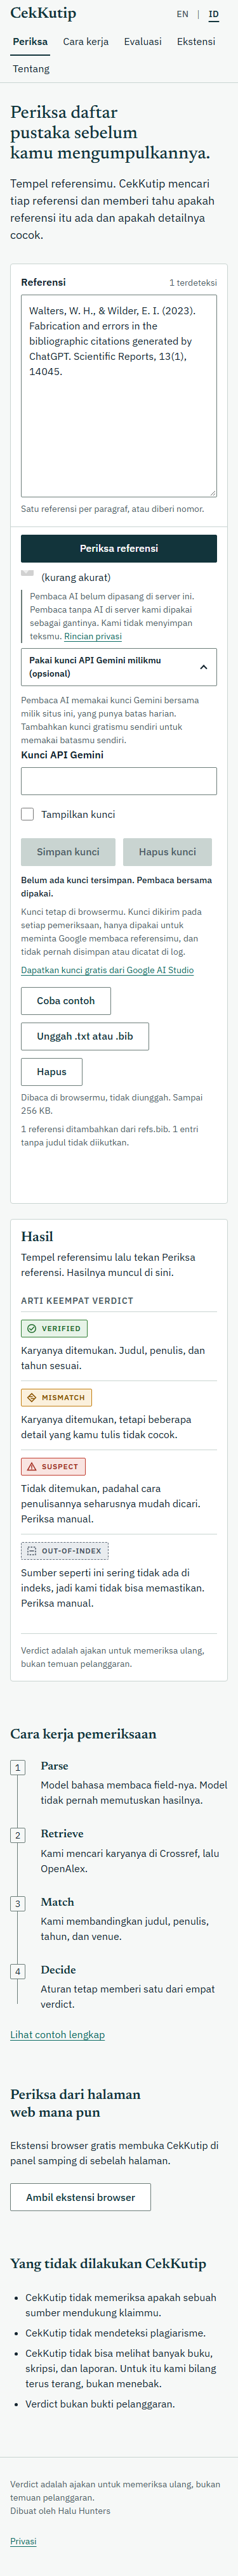 CekKutip
EN | ID
Periksa Cara kerja Evaluasi Ekstensi
Tentang
Periksa daftar
pustaka sebelum
kamu mengumpulkannya.
Tempel referensimu. CekKutip mencari
tiap referensi dan memberi tahu apakah
referensi itu ada dan apakah detailnya
cocok.
Referensi 1 terdeteksi
Walters, W. H., & Wilder, E. I. (2023).
Fabrication and errors in the
bibliographic citations generated by
ChatGPT. Scientific Reports, 13(1),
14045.
Satu referensi per paragraf, atau diberi nomor.
Periksa referensi
(kurang akurat)
Pembaca AI belum dipasang di server ini.
Pembaca tanpa AI di server kami dipakai
sebagai gantinya. Kami tidak menyimpan
teksmu. Rincian privasi
Pakai kunci API Gemini milikmu
(opsional)
Pembaca AI memakai kunci Gemini bersama
milik situs ini, yang punya batas harian.
Tambahkan kunci gratismu sendiri untuk
memakai batasmu sendiri.
Kunci API Gemini
Tampilkan kunci
Simpan kunci Hapus kunci
Belum ada kunci tersimpan. Pembaca bersama
dipakai.
Kunci tetap di browsermu. Kunci dikirim pada
setiap pemeriksaan, hanya dipakai untuk
meminta Google membaca referensimu, dan
tidak pernah disimpan atau dicatat di log.
Dapatkan kunci gratis dari Google AI Studio
Coba contoh
Unggah .txt atau .bib
Hapus
Dibaca di browsermu, tidak diunggah. Sampai
256 KB.
1 referensi ditambahkan dari refs.bib. 1 entri
tanpa judul tidak diikutkan.
Hasil
Tempel referensimu lalu tekan Periksa
referensi. Hasilnya muncul di sini.
ARTI KEEMPAT VERDICT
VERIFIED
Karyanya ditemukan. Judul, penulis, dan
tahun sesuai.
MISMATCH
Karyanya ditemukan, tetapi beberapa
detail yang kamu tulis tidak cocok.
SUSPECT
Tidak ditemukan, padahal cara
penulisannya seharusnya mudah dicari.
Periksa manual.
OUT-OF-INDEX
Sumber seperti ini sering tidak ada di
indeks, jadi kami tidak bisa memastikan.
Periksa manual.
Verdict adalah ajakan untuk memeriksa ulang,
bukan temuan pelanggaran.
Cara kerja pemeriksaan
1 Parse
Model bahasa membaca field-nya. Model
tidak pernah memutuskan hasilnya.
2 Retrieve
Kami mencari karyanya di Crossref, lalu
OpenAlex.
3 Match
Kami membandingkan judul, penulis,
tahun, dan venue.
4 Decide
Aturan tetap memberi satu dari empat
verdict.
Lihat contoh lengkap
Periksa dari halaman
web mana pun
Ekstensi browser gratis membuka CekKutip di
panel samping di sebelah halaman.
Ambil ekstensi browser
Yang tidak dilakukan CekKutip
• CekKutip tidak memeriksa apakah sebuah
sumber mendukung klaimmu.
• CekKutip tidak mendeteksi plagiarisme.
• CekKutip tidak bisa melihat banyak buku,
skripsi, dan laporan. Untuk itu kami bilang
terus terang, bukan menebak.
• Verdict bukan bukti pelanggaran.
Verdict adalah ajakan untuk memeriksa ulang, bukan
temuan pelanggaran.
Dibuat oleh Halu Hunters
Privasi